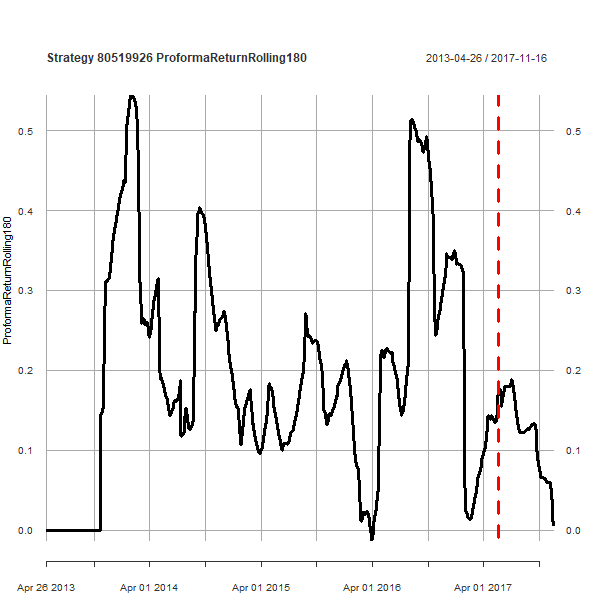 Strategy 80519926 ProformaReturnRolling180
2013-04-26 / 2017-11-16
ProformaReturnRolling180
0.5
0.4
0.3
0.2
0.1
0.0
0.5
0.4
0.3
0.2
0.1
0.0
Apr 26 2013
Apr 01 2014
Apr 01 2015
Apr 01 2016
Apr 01 2017